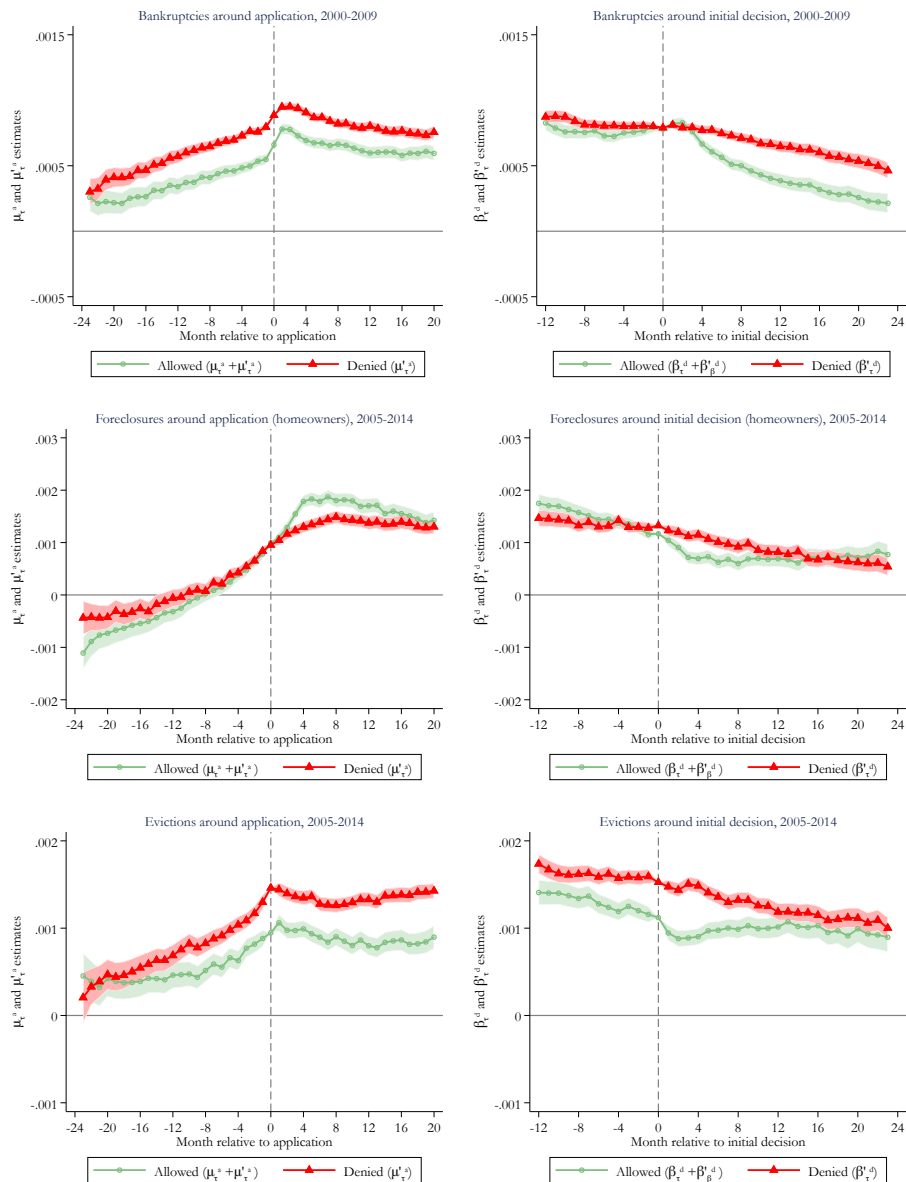 Bankruptcies around application, 2000-2009
.0015
.0005
-.0005
μτᵃ and μ'τᵃ estimates
-24 -20 -16 -12 -8 -4 0 4 8 12 16 20
Month relative to application
Allowed (μτᵃ+μ'τᵃ) Denied (μ'τᵃ)
Bankruptcies around initial decision, 2000-2009
.0015
.0005
-.0005
βτᵈ and β'τᵈ estimates
-12 -8 -4 0 4 8 12 16 20 24
Month relative to initial decision
Allowed (βτᵈ+β'βᵈ) Denied (β'τᵈ)
Foreclosures around application (homeowners), 2005-2014
.003
.002
.001
0
-.001
-.002
μτᵃ and μ'τᵃ estimates
-24 -20 -16 -12 -8 -4 0 4 8 12 16 20
Month relative to application
Allowed (μτᵃ+μ'τᵃ) Denied (μ'τᵃ)
Foreclosures around initial decision (homeowners), 2005-2014
.003
.002
.001
0
-.001
-.002
βτᵈ and β'τᵈ estimates
-12 -8 -4 0 4 8 12 16 20 24
Month relative to initial decision
Allowed (βτᵈ+β'βᵈ) Denied (β'τᵈ)
Evictions around application, 2005-2014
.002
.001
0
-.001
μτᵃ and μ'τᵃ estimates
-24 -20 -16 -12 -8 -4 0 4 8 12 16 20
Month relative to application
Allowed (μτᵃ+μ'τᵃ) Denied (μ'τᵃ)
Evictions around initial decision, 2005-2014
.002
.001
0
-.001
βτᵈ and β'τᵈ estimates
-12 -8 -4 0 4 8 12 16 20 24
Month relative to initial decision
Allowed (βτᵈ+β'βᵈ) Denied (β'τᵈ)